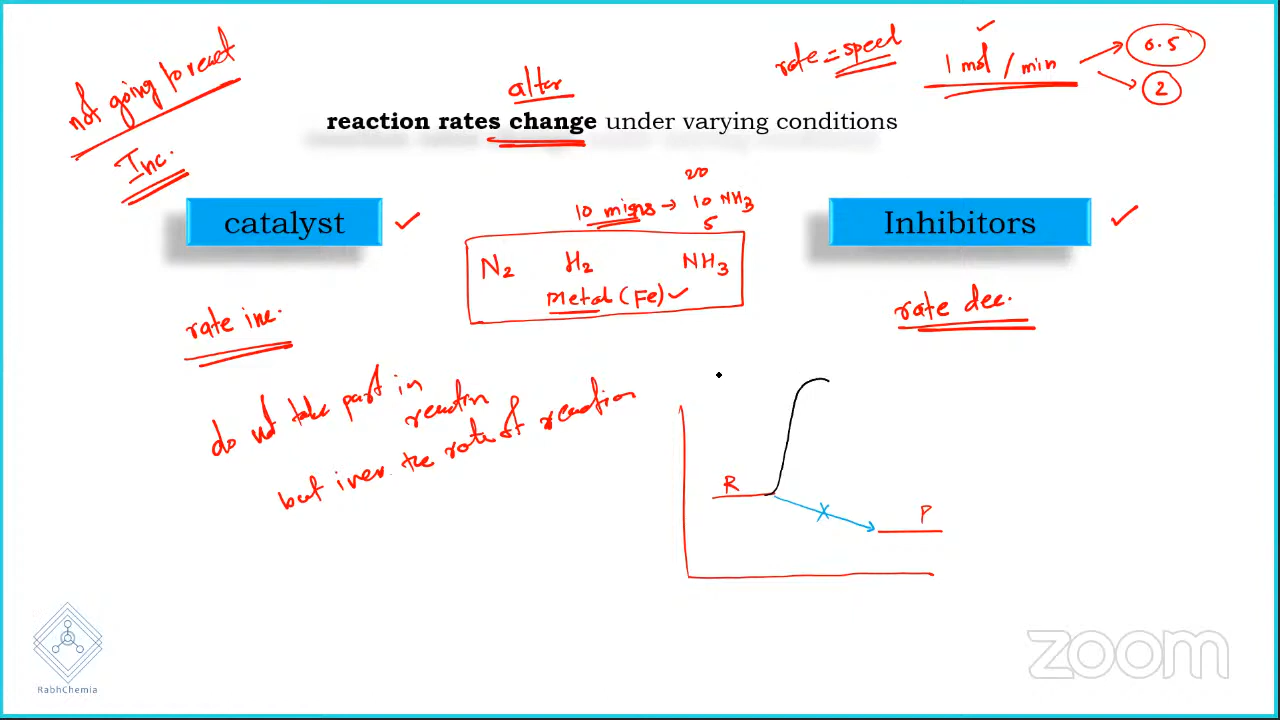 not going to react
Inc.
alter
rate = speed
1 mol / min
0.5
2
reaction rates change under varying conditions
catalyst
Inhibitors
20
10 mins → 10 NH3
5
N2 H2 NH3
Metal (Fe)
rate inc.
rate dec.
do not take part in
reaction
but incr. the rate of reaction
R
P
RabhChemia
zoom